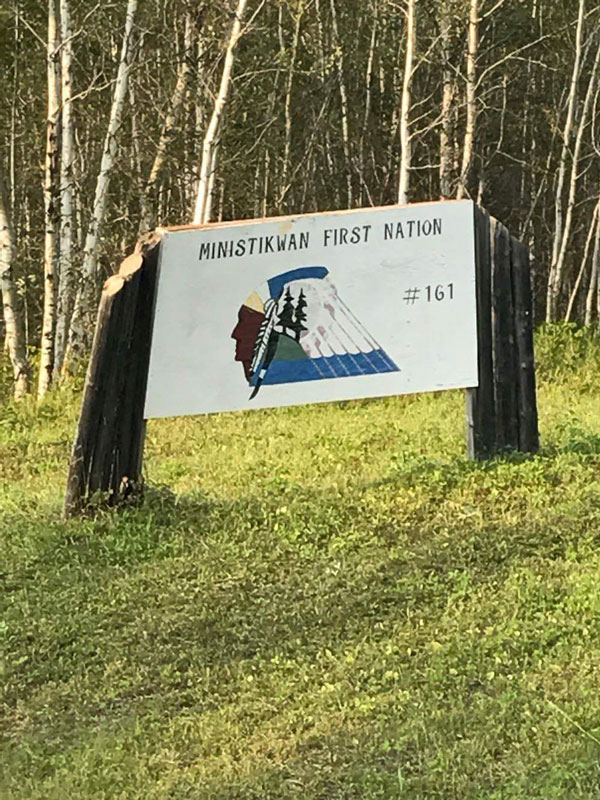 MINISTIKWAN FIRST NATION
#161